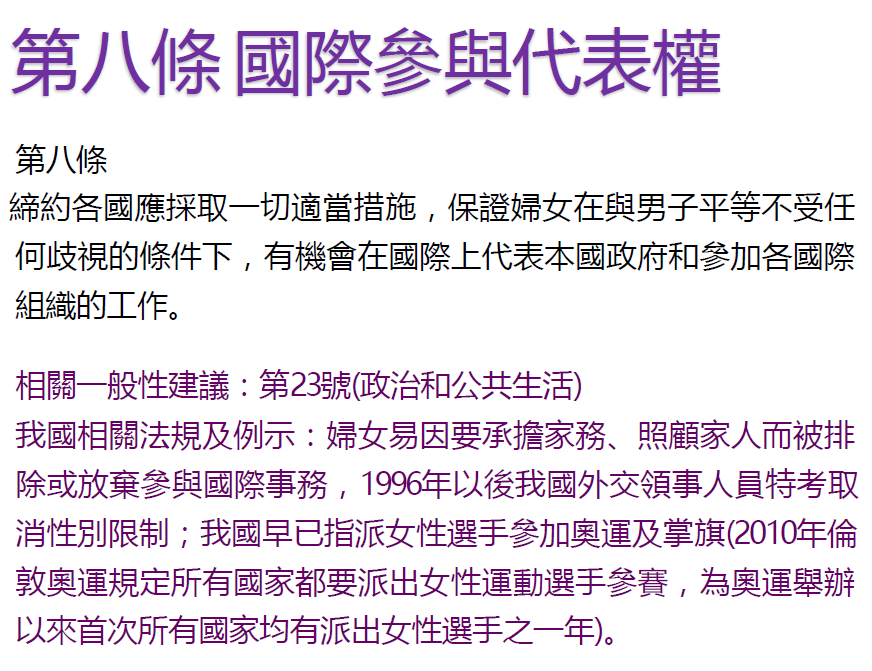 第八條 國際參與代表權
第八條
締約各國應採取一切適當措施，保證婦女在與男子平等不受任
何歧視的條件下，有機會在國際上代表本國政府和參加各國際
組織的工作。
相關一般性建議：第23號(政治和公共生活)
我國相關法規及例示：婦女易因要承擔家務、照顧家人而被排
除或放棄參與國際事務，1996年以後我國外交領事人員特考取
消性別限制；我國早已指派女性選手參加奧運及掌旗(2010年倫
敦奧運規定所有國家都要派出女性運動選手參賽，為奧運舉辦
以來首次所有國家均有派出女性選手之一年)。